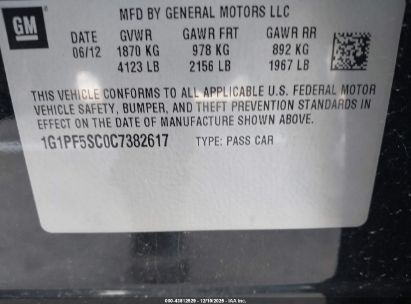 GM
MFD BY GENERAL MOTORS LLC
DATE GVWR GAWR FRT GAWR RR
06/12 1870 KG 978 KG 892 KG
4123 LB 2156 LB 1967 LB
THIS VEHICLE CONFORMS TO ALL APPLICABLE U.S. FEDERAL MOTOR
VEHICLE SAFETY, BUMPER, AND THEFT PREVENTION STANDARDS IN
EFFECT ON THE DATE OF MANUFACTURE SHOWN ABOVE.
1G1PF5SC0C7382617 TYPE: PASS CAR